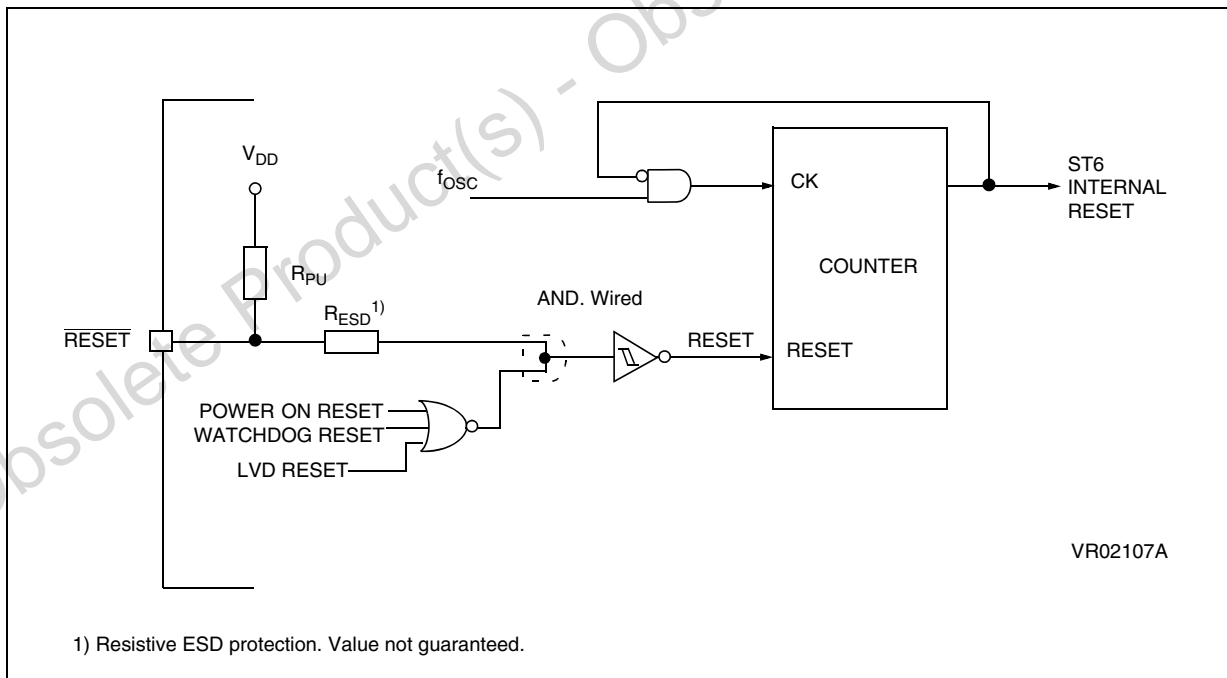 Obsolete Product(s) - Obs
V_DD
f_OSC
CK
ST6
INTERNAL
RESET
R_PU
COUNTER
AND. Wired
R_ESD 1)
RESET
RESET
RESET
POWER ON RESET
WATCHDOG RESET
LVD RESET
VR02107A
1) Resistive ESD protection. Value not guaranteed.